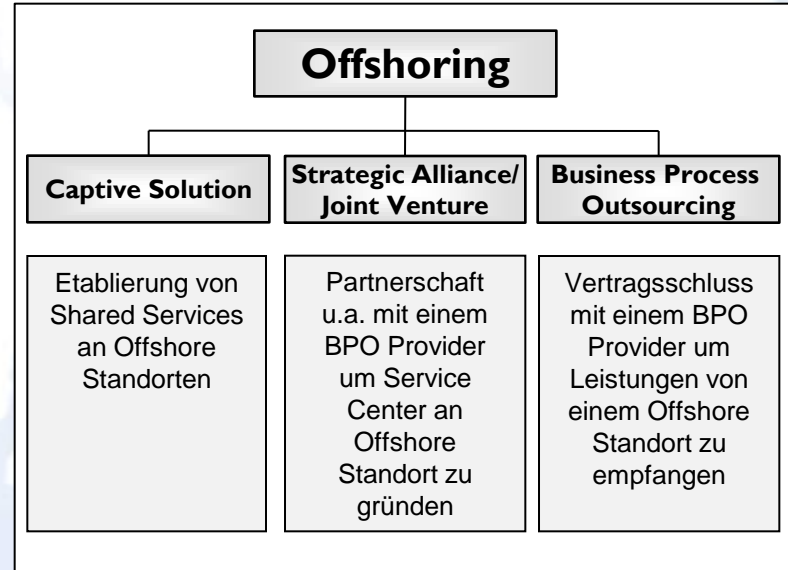 Offshoring
Captive Solution
Strategic Alliance/
Joint Venture
Business Process
Outsourcing
Etablierung von
Shared Services
an Offshore
Standorten
Partnerschaft
u.a. mit einem
BPO Provider
um Service
Center an
Offshore
Standort zu
gründen
Vertragsschluss
mit einem BPO
Provider um
Leistungen von
einem Offshore
Standort zu
empfangen